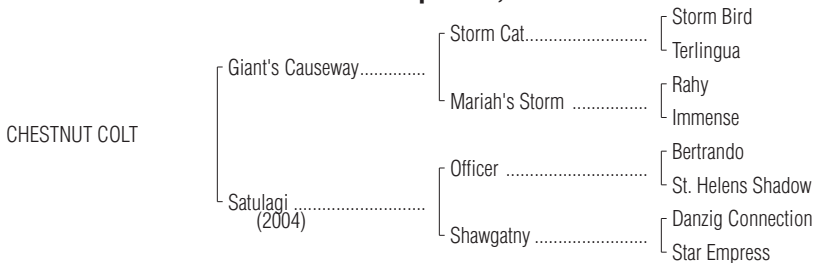 Storm Bird
Storm Cat..............................
Terlingua
Giant's Causeway..............
Rahy
Mariah's Storm ..................
Immense
CHESTNUT COLT
Bertrando
Officer ..................................
St. Helens Shadow
Satulagi ................................
(2004)
Danzig Connection
Shawgatny ...........................
Star Empress